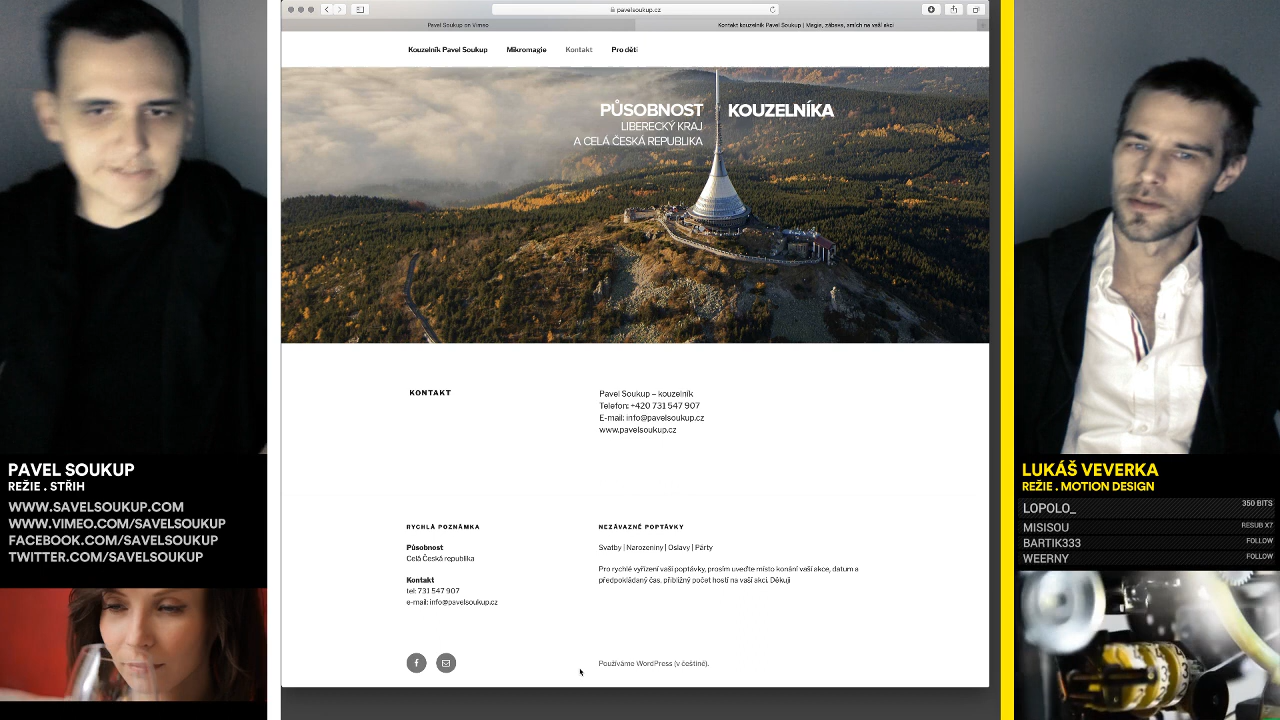 pavelsoukup.cz
Pavel Soukup on Vimeo
Kontakt kouzelník Pavel Soukup | Magie, zábava, smích na vaší akci
Kouzelník Pavel Soukup
Mikromagie
Kontakt
Pro děti
PŮSOBNOST
LIBERECKÝ KRAJ
A CELÁ ČESKÁ REPUBLIKA
KOUZELNÍKA
KONTAKT
Pavel Soukup – kouzelník
Telefon: +420 731 547 907
E-mail: info@pavelsoukup.cz
www.pavelsoukup.cz
RYCHLÁ POZNÁMKA
Působnost
Celá Česká republika
Kontakt
tel: 731 547 907
e-mail: info@pavelsoukup.cz
NEZÁVAZNÉ POPTÁVKY
Svatby | Narozeniny | Oslavy | Párty
Pro rychlé vyřízení vaší poptávky, prosím uveďte místo konání vaší akce, datum a
předpokládaný čas, přibližný počet hostí na vaší akci. Děkuji
Používáme WordPress (v češtině).
PAVEL SOUKUP
REŽIE . STŘIH
WWW.SAVELSOUKUP.COM
WWW.VIMEO.COM/SAVELSOUKUP
FACEBOOK.COM/SAVELSOUKUP
TWITTER.COM/SAVELSOUKUP
LUKÁŠ VEVERKA
REŽIE . MOTION DESIGN
LOPOLO_ 350 BITS
MISISOU RESUB X7
BARTIK333 FOLLOW
WEERNY FOLLOW